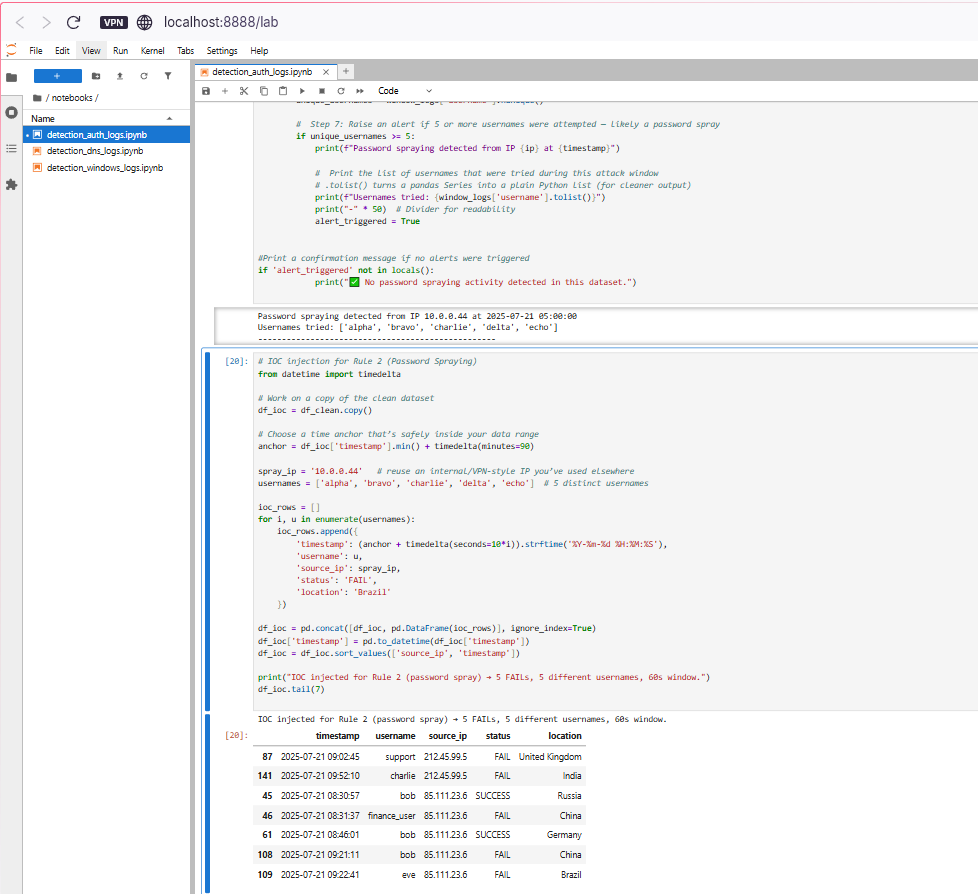 VPN localhost:8888/lab
File Edit View Run Kernel Tabs Settings Help
+
/ notebooks /
Name
detection_auth_logs.ipynb
detection_dns_logs.ipynb
detection_windows_logs.ipynb
detection_auth_logs.ipynb × +
Code
# Step 7: Raise an alert if 5 or more usernames were attempted — likely a password spray
if unique_usernames >= 5:
print(f"Password spraying detected from IP {ip} at {timestamp}")
# Print the list of usernames that were tried during this attack window
# .tolist() turns a pandas Series into a plain Python list (for cleaner output)
print(f"Usernames tried: {window_logs['username'].tolist()}")
print("-" * 50) # Divider for readability
alert_triggered = True
#Print a confirmation message if no alerts were triggered
if 'alert_triggered' not in locals():
print("✅ No password spraying activity detected in this dataset.")
Password spraying detected from IP 10.0.0.44 at 2025-07-21 05:00:00
Usernames tried: ['alpha', 'bravo', 'charlie', 'delta', 'echo']
--------------------------------------------------
[20]: # IOC injection for Rule 2 (Password Spraying)
from datetime import timedelta
# Work on a copy of the clean dataset
df_ioc = df_clean.copy()
# Choose a time anchor that's safely inside your data range
anchor = df_ioc['timestamp'].min() + timedelta(minutes=90)
spray_ip = '10.0.0.44' # reuse an internal/VPN-style IP you've used elsewhere
usernames = ['alpha', 'bravo', 'charlie', 'delta', 'echo'] # 5 distinct usernames
ioc_rows = []
for i, u in enumerate(usernames):
ioc_rows.append({
'timestamp': (anchor + timedelta(seconds=10*i)).strftime('%Y-%m-%d %H:%M:%S'),
'username': u,
'source_ip': spray_ip,
'status': 'FAIL',
'location': 'Brazil'
})
df_ioc = pd.concat([df_ioc, pd.DataFrame(ioc_rows)], ignore_index=True)
df_ioc['timestamp'] = pd.to_datetime(df_ioc['timestamp'])
df_ioc = df_ioc.sort_values(['source_ip', 'timestamp'])
print("IOC injected for Rule 2 (password spray) → 5 FAILs, 5 different usernames, 60s window.")
df_ioc.tail(7)
IOC injected for Rule 2 (password spray) → 5 FAILs, 5 different usernames, 60s window.
[20]: timestamp username source_ip status location
87 2025-07-21 09:02:45 support 212.45.99.5 FAIL United Kingdom
141 2025-07-21 09:52:10 charlie 212.45.99.5 FAIL India
45 2025-07-21 08:30:57 bob 85.111.23.6 SUCCESS Russia
46 2025-07-21 08:31:37 finance_user 85.111.23.6 FAIL China
61 2025-07-21 08:46:01 bob 85.111.23.6 SUCCESS Germany
108 2025-07-21 09:21:11 bob 85.111.23.6 FAIL China
109 2025-07-21 09:22:41 eve 85.111.23.6 FAIL Brazil